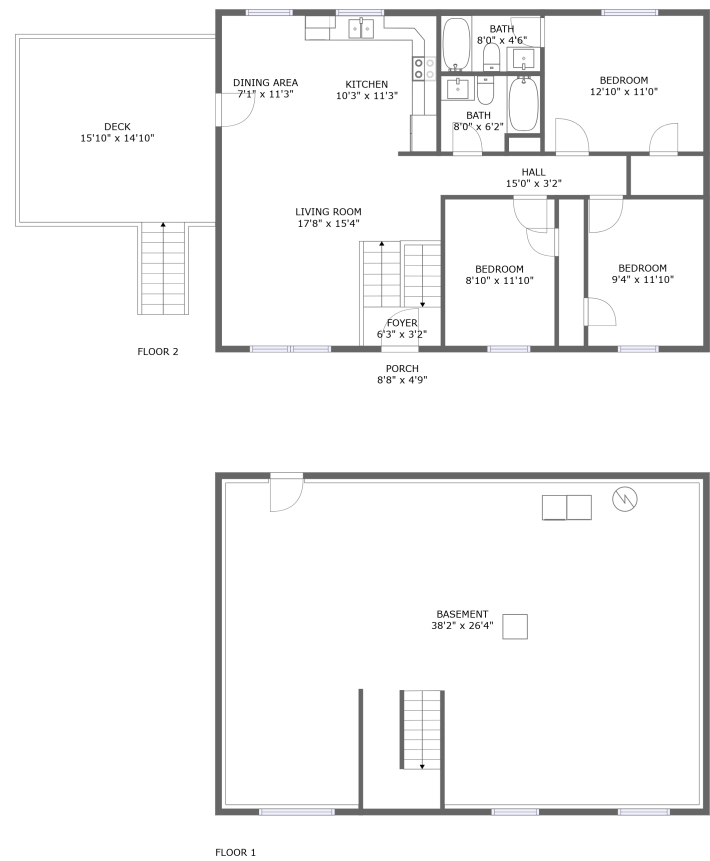 BATH
8'0" x 4'6"
DINING AREA
7'1" x 11'3"
KITCHEN
10'3" x 11'3"
BEDROOM
12'10" x 11'0"
DECK
15'10" x 14'10"
BATH
8'0" x 6'2"
HALL
15'0" x 3'2"
LIVING ROOM
17'8" x 15'4"
BEDROOM
8'10" x 11'10"
BEDROOM
9'4" x 11'10"
FOYER
6'3" x 3'2"
FLOOR 2
PORCH
8'8" x 4'9"
BASEMENT
38'2" x 26'4"
FLOOR 1